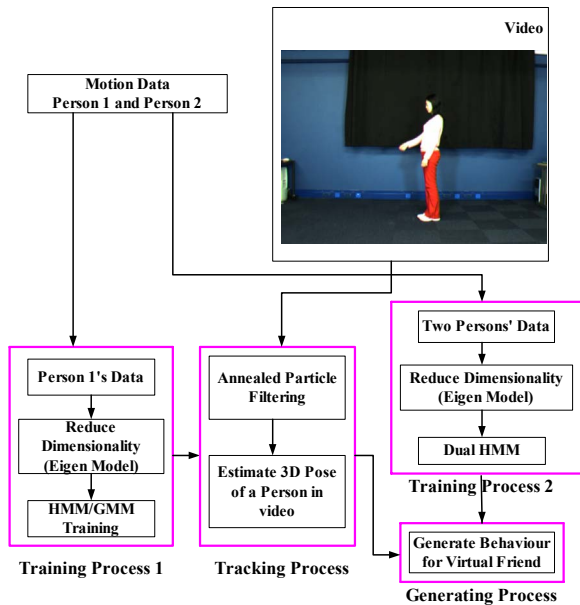 Video
Motion Data
Person 1 and Person 2
Person 1's Data
Reduce
Dimensionality
(Eigen Model)
HMM/GMM
Training
Training Process 1
Annealed Particle
Filtering
Estimate 3D Pose
of a Person in
video
Tracking Process
Two Persons' Data
Reduce Dimensionality
(Eigen Model)
Dual HMM
Training Process 2
Generate Behaviour
for Virtual Friend
Generating Process